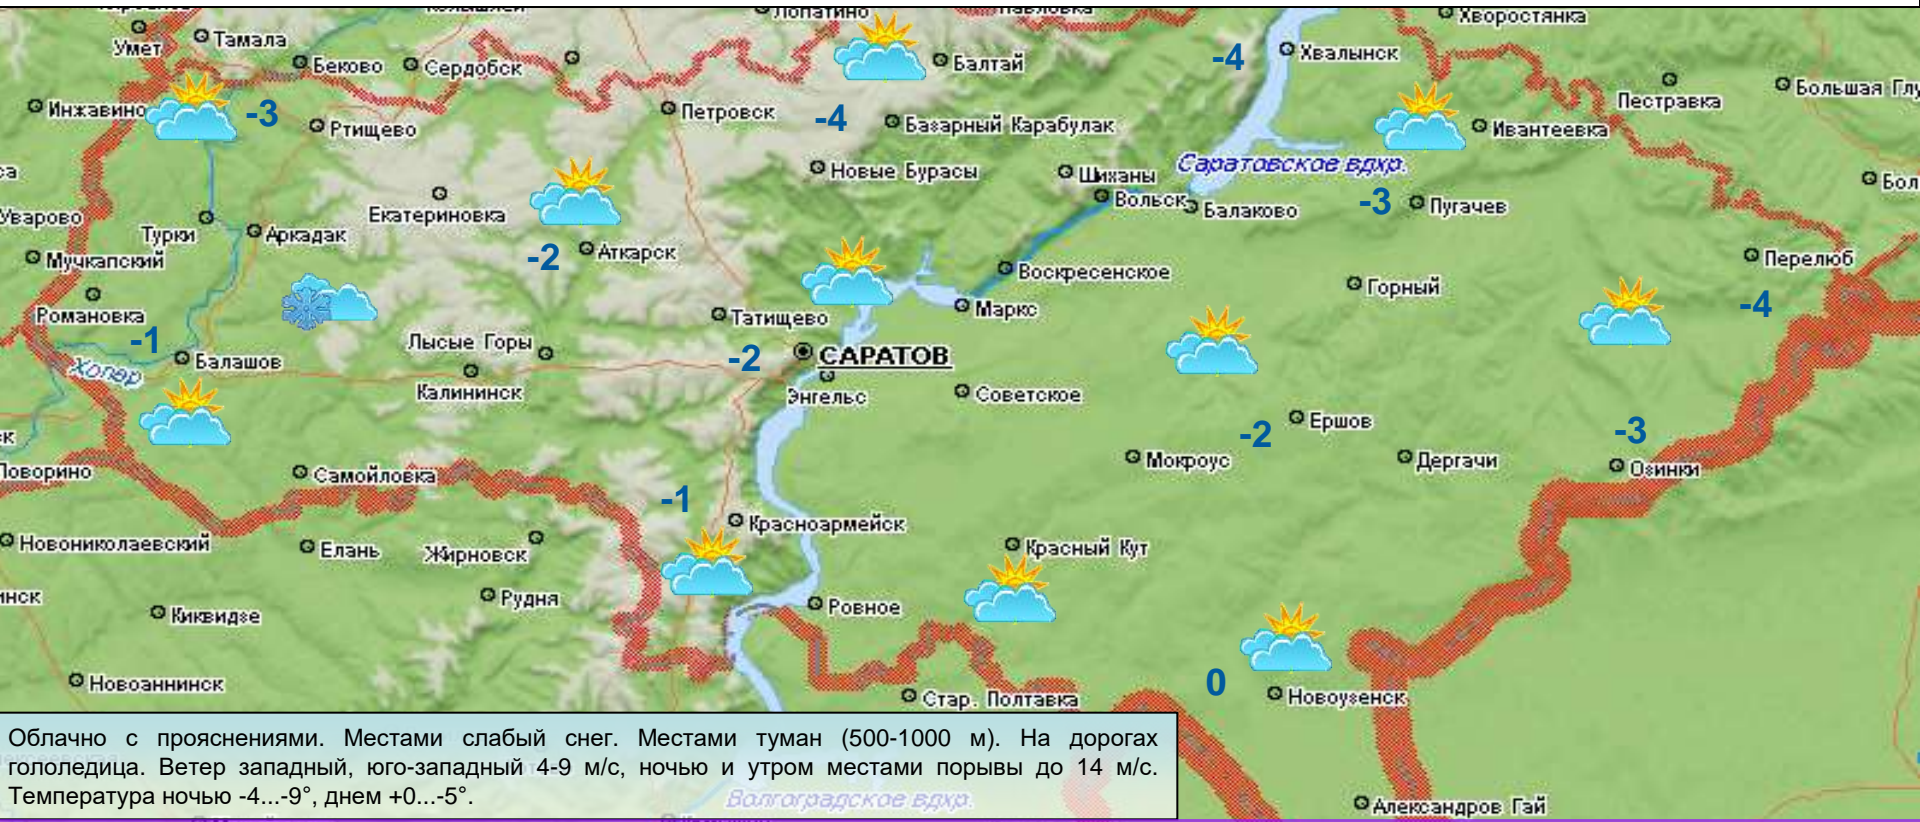 Лопатино
Хворостянка
Умет
Тамала
Беково
Сердобск
Балтай
-4
Хвалынск
Пестравка
Большая Глу
Инжавино
-3
Ртищево
Петровск
-4
Базарный Карабулак
Ивантеевка
са
Новые Бурасы
Шиханы
Саратовское вдхр.
Бол
Уварово
Турки
Аркадак
Екатериновка
-2
Аткарск
Вольск
Балаково
-3
Пугачев
Мучкапский
Воскресенское
Горный
Перелюб
Романовка
-1
Татищево
Маркс
-4
Хопер
Балашов
Лысые Горы
-2
САРАТОВ
Калининск
Энгельс
Советское
-2
Ершов
-3
к
Поворино
Самойловка
Мокроус
Дергачи
Озинки
-1
Красноармейск
Новониколаевский
Елань
Жирновск
Красный Кут
инск
Киквидзе
Рудня
Ровное
Новоаннинск
Стар. Полтавка
0
Новоузенск
Облачно с прояснениями. Местами слабый снег. Местами туман (500-1000 м). На дорогах
гололедица. Ветер западный, юго-западный 4-9 м/с, ночью и утром местами порывы до 14 м/с.
Температура ночью -4...-9°, днем +0...-5°.
Волгоградское вдхр.
Александров Гай